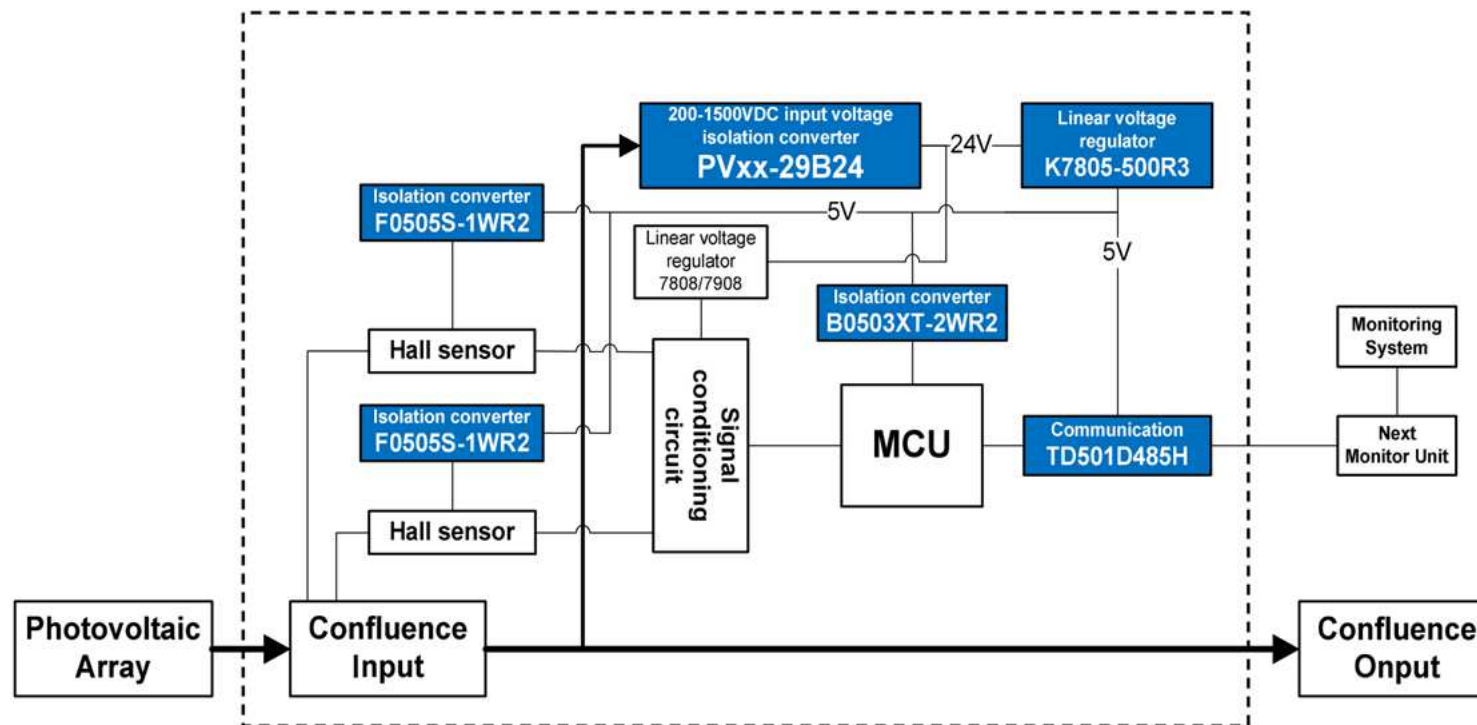 200-1500VDC input voltage
isolation converter
PVxx-29B24
24V
Linear voltage
regulator
K7805-500R3
Isolation converter
F0505S-1WR2
5V
Linear voltage
regulator
7808/7908
5V
Isolation converter
B0503XT-2WR2
Hall sensor
Monitoring
System
Isolation converter
F0505S-1WR2
Signal
conditioning
circuit
MCU
Communication
TD501D485H
Next
Monitor Unit
Hall sensor
Photovoltaic
Array
Confluence
Input
Confluence
Onput